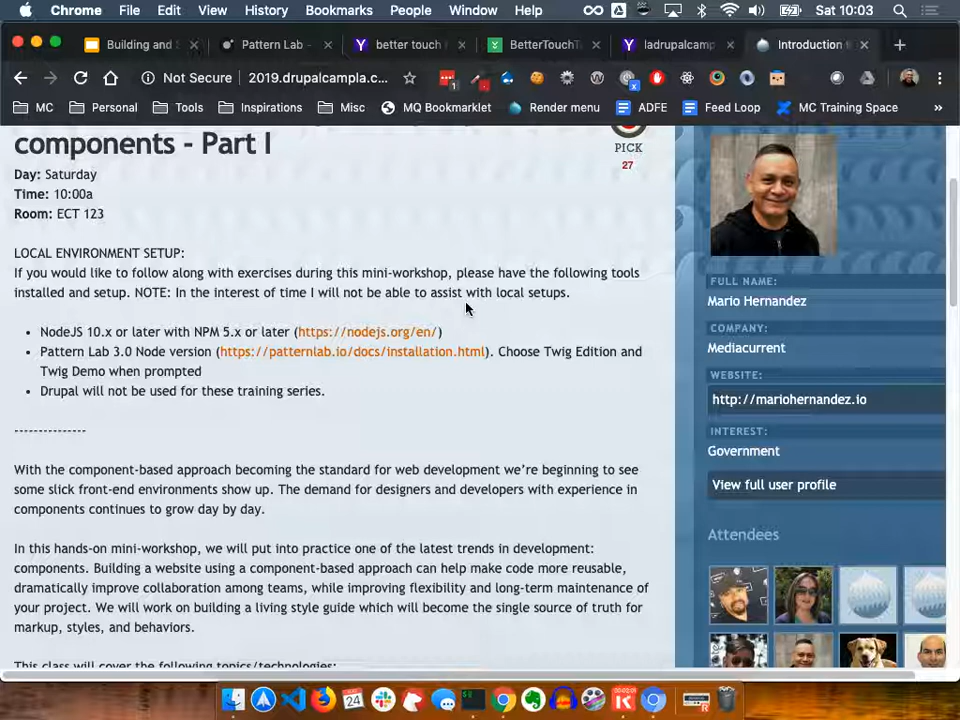 Chrome File Edit View History Bookmarks People Window Help Sat 10:03
Building and Pattern Lab - better touch BetterTouchT ladrupalcamp Introduction t
Not Secure 2019.drupalcampla.c...
MC Personal Tools Inspirations Misc MQ Bookmarklet Render menu ADFE Feed Loop MC Training Space »
components - Part I
PICK
27
Day: Saturday
Time: 10:00a
Room: ECT 123
LOCAL ENVIRONMENT SETUP:
If you would like to follow along with exercises during this mini-workshop, please have the following tools
installed and setup. NOTE: In the interest of time I will not be able to assist with local setups.
• NodeJS 10.x or later with NPM 5.x or later (https://nodejs.org/en/)
• Pattern Lab 3.0 Node version (https://patternlab.io/docs/installation.html). Choose Twig Edition and
Twig Demo when prompted
• Drupal will not be used for these training series.
---------------
With the component-based approach becoming the standard for web development we're beginning to see
some slick front-end environments show up. The demand for designers and developers with experience in
components continues to grow day by day.
In this hands-on mini-workshop, we will put into practice one of the latest trends in development:
components. Building a website using a component-based approach can help make code more reusable,
dramatically improve collaboration among teams, while improving flexibility and long-term maintenance of
your project. We will work on building a living style guide which will become the single source of truth for
markup, styles, and behaviors.
This class will cover the following topics/technologies:
FULL NAME:
Mario Hernandez
COMPANY:
Mediacurrent
WEBSITE:
http://mariohernandez.io
INTEREST:
Government
View full user profile
Attendees